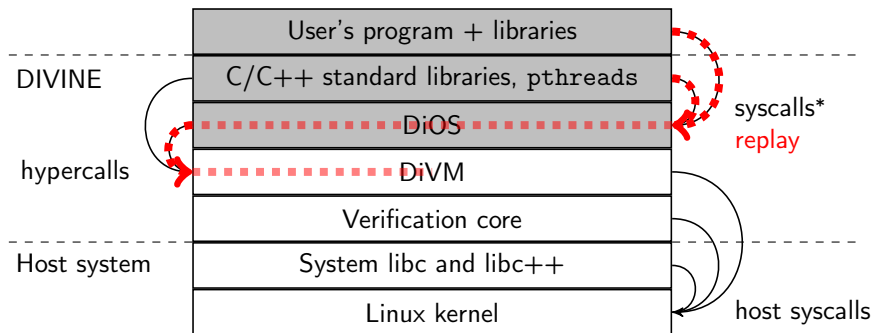 User's program + libraries
DIVINE
C/C++ standard libraries, pthreads
syscalls*
DiOS
replay
hypercalls
DiVM
Verification core
Host system
System libc and libc++
Linux kernel
host syscalls